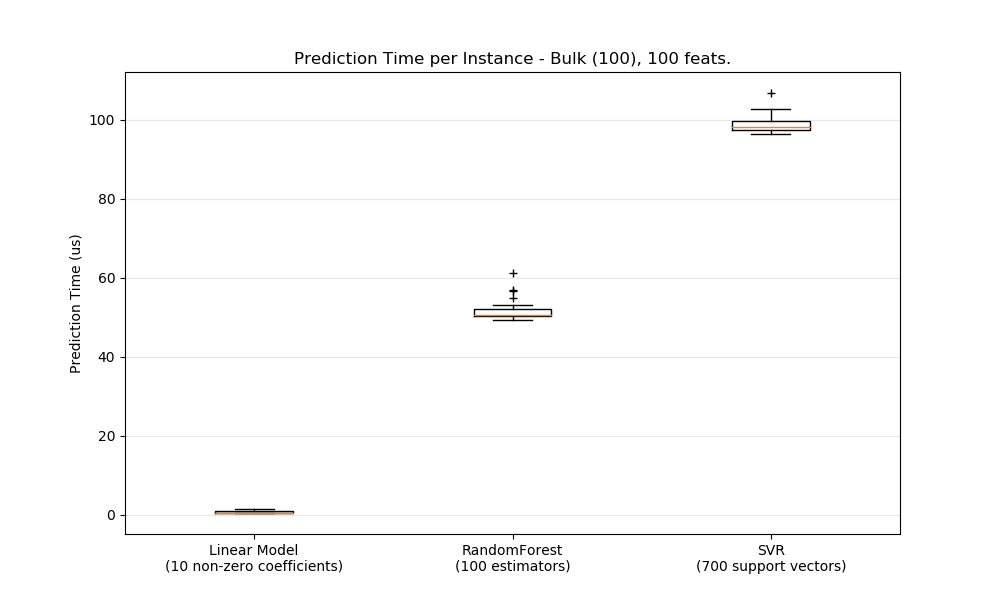 Prediction Time per Instance - Bulk (100), 100 feats.
Prediction Time (us)
100
80
60
40
20
0
Linear Model
(10 non-zero coefficients)
RandomForest
(100 estimators)
SVR
(700 support vectors)